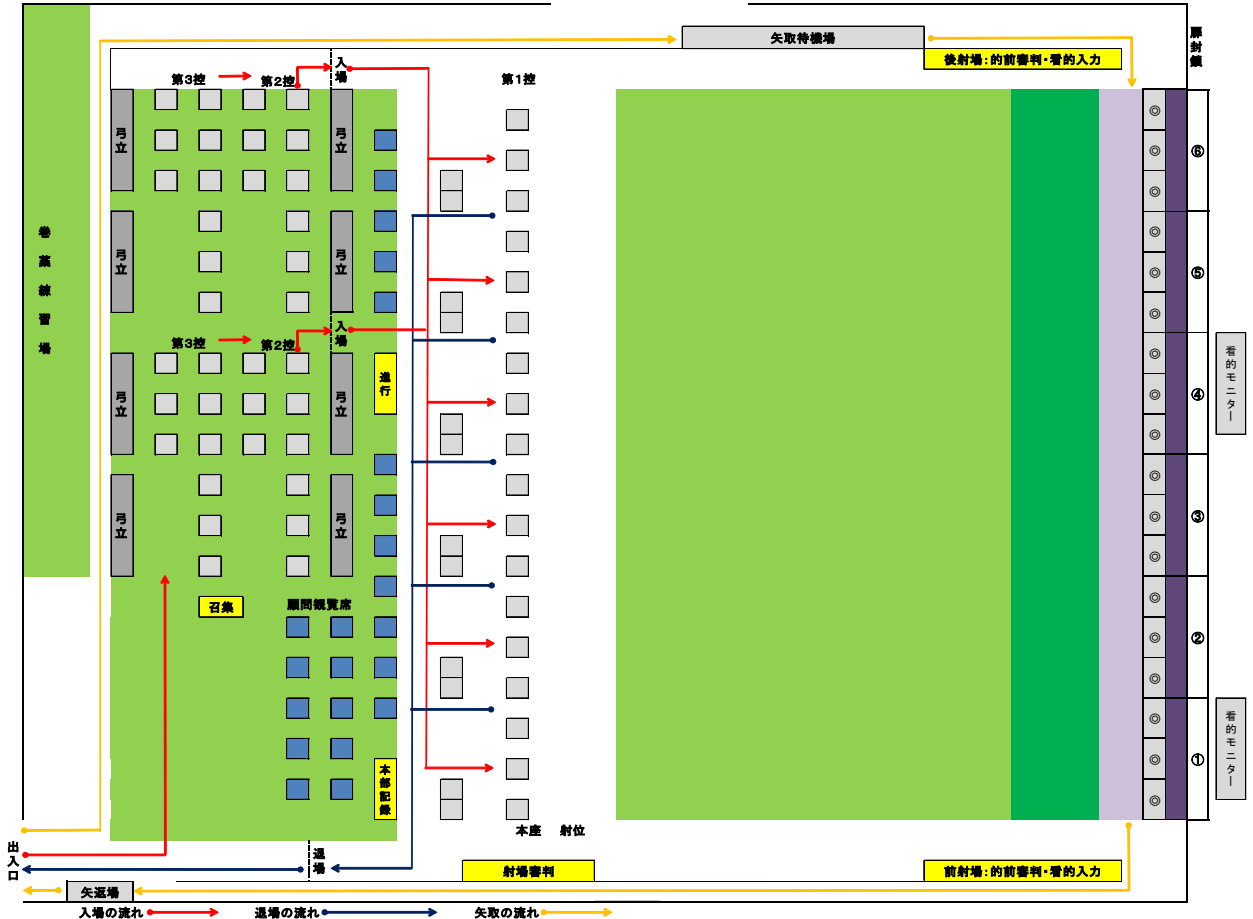 矢取待機場
後射場:的前審判・看的入力
扉封鎖
入場
第3控
第2控
第1控
弓立
弓立
◎
◎
◎
⑥
巻藁練習場
弓立
弓立
◎
◎
◎
⑤
入場
第3控
第2控
弓立
弓立
進行
◎
◎
◎
④
看的モニター
弓立
弓立
◎
◎
◎
③
召集
顧問観覧席
◎
◎
◎
②
本部記録
◎
◎
◎
①
看的モニター
本座
射位
出入口
退場
射場審判
前射場:的前審判・看的入力
矢返場
入場の流れ
退場の流れ
矢取の流れ